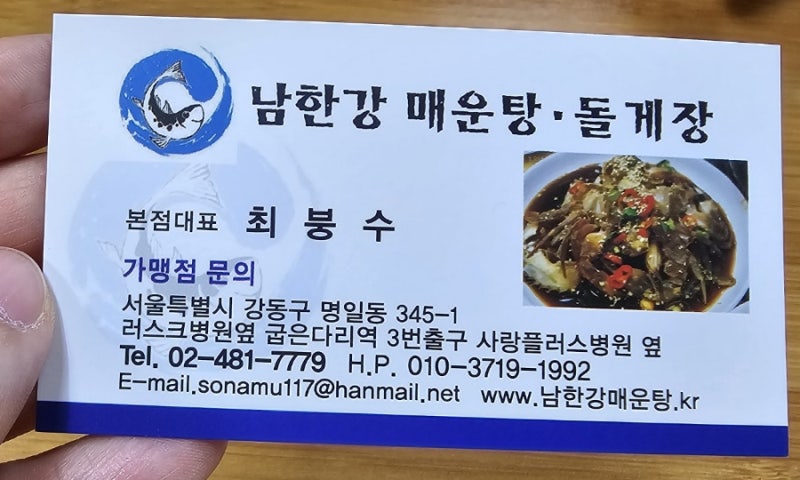 남한강 매운탕·돌게장
본점대표 최 붕 수
가맹점 문의
서울특별시 강동구 명일동 345-1
러스크병원옆 굽은다리역 3번출구 사랑플러스병원 옆
Tel. 02-481-7779 H.P. 010-3719-1992
E-mail.sonamu117@hanmail.net www.남한강매운탕.kr